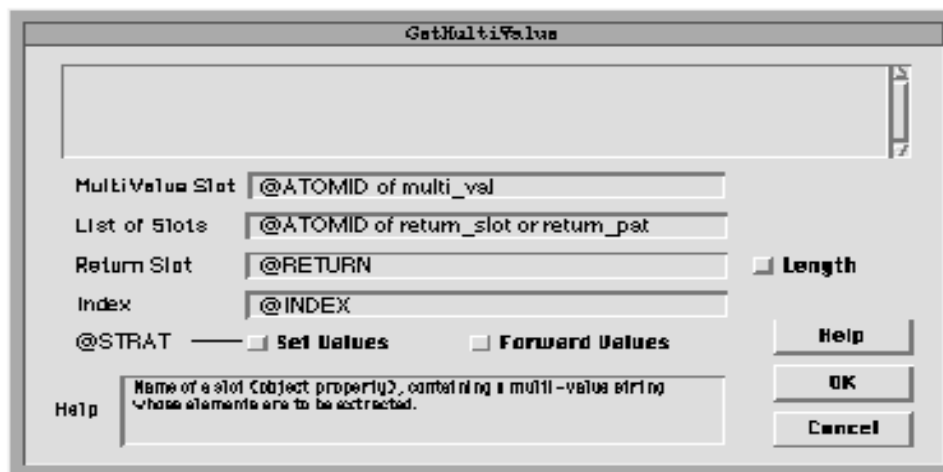 GetMultiValue
MultiValue Slot @ATOMID of multi_val
List of Slots @ATOMID of return_slot or return_pat
Return Slot @RETURN Length
Index @INDEX
@STRAT Set Values Forward Values Help
Name of a slot (object property), containing a multi-value string
whose elements are to be extracted.
Help
OK
Cancel